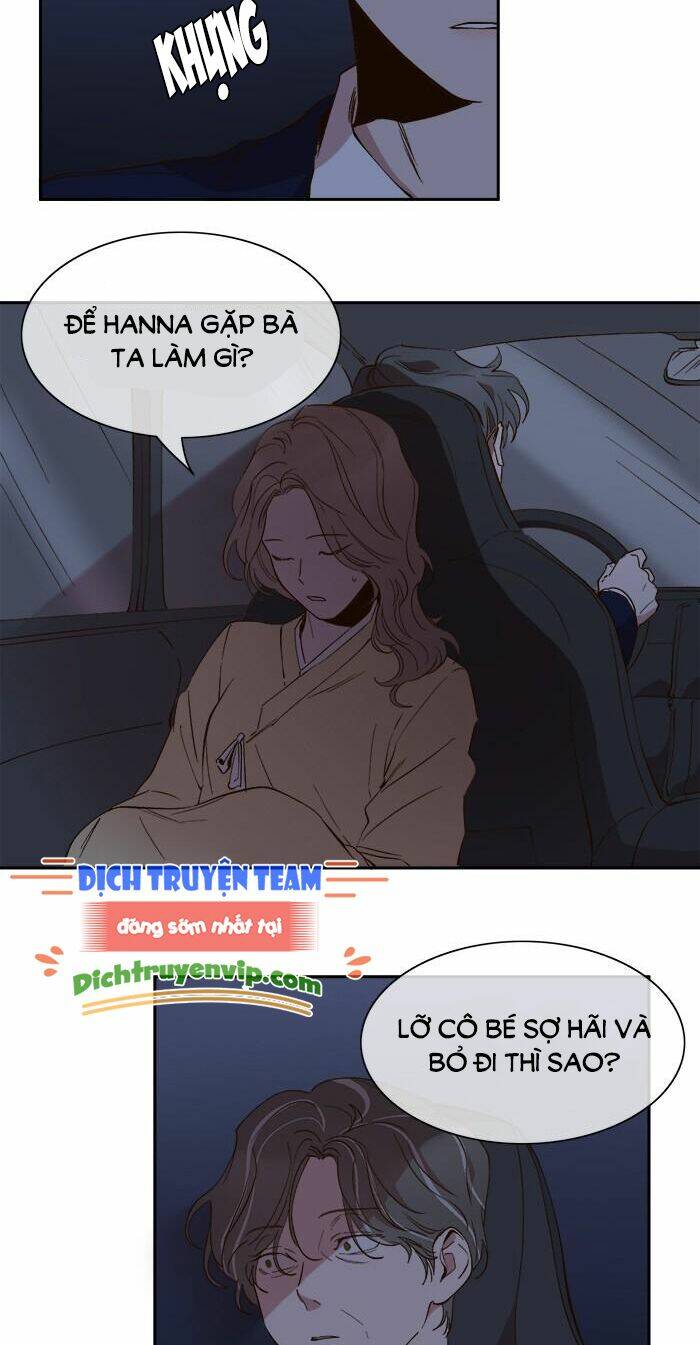 KHỰNG
ĐỂ HANNA GẶP BÀ
TA LÀM GÌ?
DỊCH TRUYỆN TEAM
đăng sớm nhất tại
Dichtruyenvip.com
LỠ CÔ BÉ SỢ HÃI VÀ
BỎ ĐI THÌ SAO?